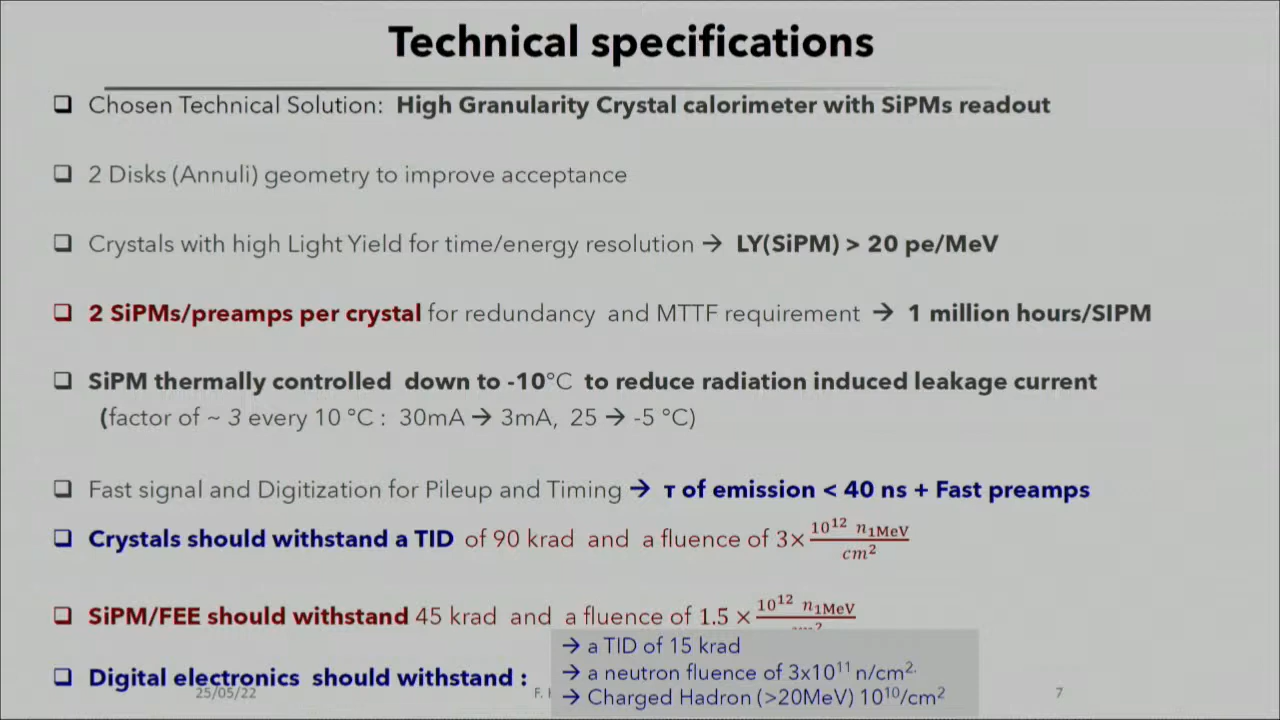 Technical specifications
❑ Chosen Technical Solution: High Granularity Crystal calorimeter with SiPMs readout
❑ 2 Disks (Annuli) geometry to improve acceptance
❑ Crystals with high Light Yield for time/energy resolution → LY(SiPM) > 20 pe/MeV
❑ 2 SiPMs/preamps per crystal for redundancy and MTTF requirement → 1 million hours/SIPM
❑ SiPM thermally controlled down to -10°C to reduce radiation induced leakage current
(factor of ~ 3 every 10 °C : 30mA → 3mA, 25 → -5 °C)
❑ Fast signal and Digitization for Pileup and Timing → τ of emission < 40 ns + Fast preamps
❑ Crystals should withstand a TID of 90 krad and a fluence of 3× 10¹² n₁MeV / cm²
❑ SiPM/FEE should withstand 45 krad and a fluence of 1.5 × 10¹² n₁MeV
❑ Digital electronics should withstand :
→ a TID of 15 krad
→ a neutron fluence of 3x10¹¹ n/cm².
→ Charged Hadron (>20MeV) 10¹⁰/cm²
25/05/22
F.
7